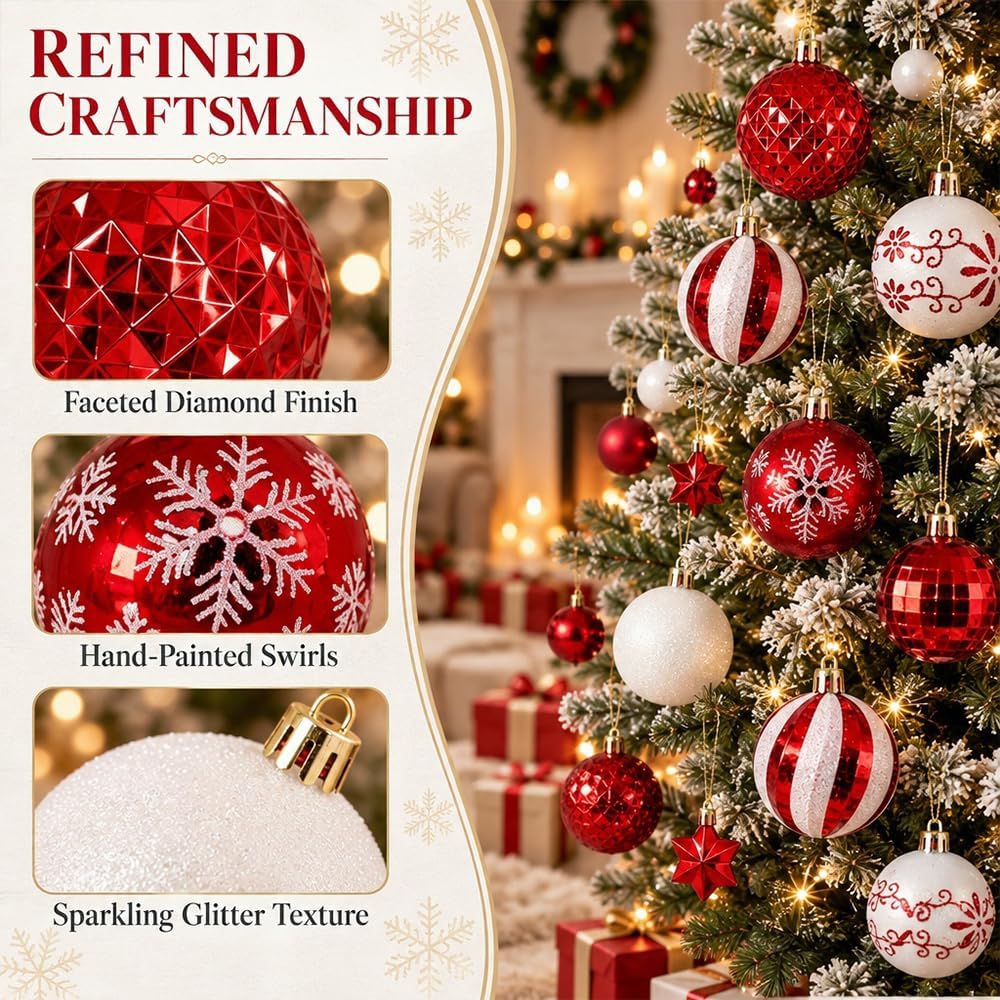 REFINED
CRAFTSMANSHIP
Faceted Diamond Finish
Hand-Painted Swirls
Sparkling Glitter Texture